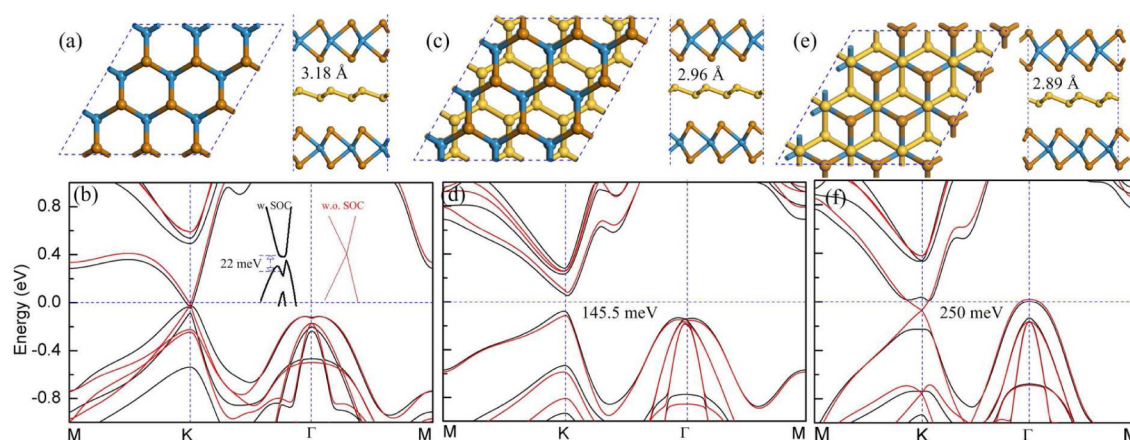 (a)
3.18 Å
(c)
2.96 Å
(e)
2.89 Å
(b)
w. SOC
w.o. SOC
22 meV
(d)
145.5 meV
(f)
250 meV
Energy (eV)
0.8
0.4
0.0
-0.4
-0.8
M K Γ M K Γ M K Γ M